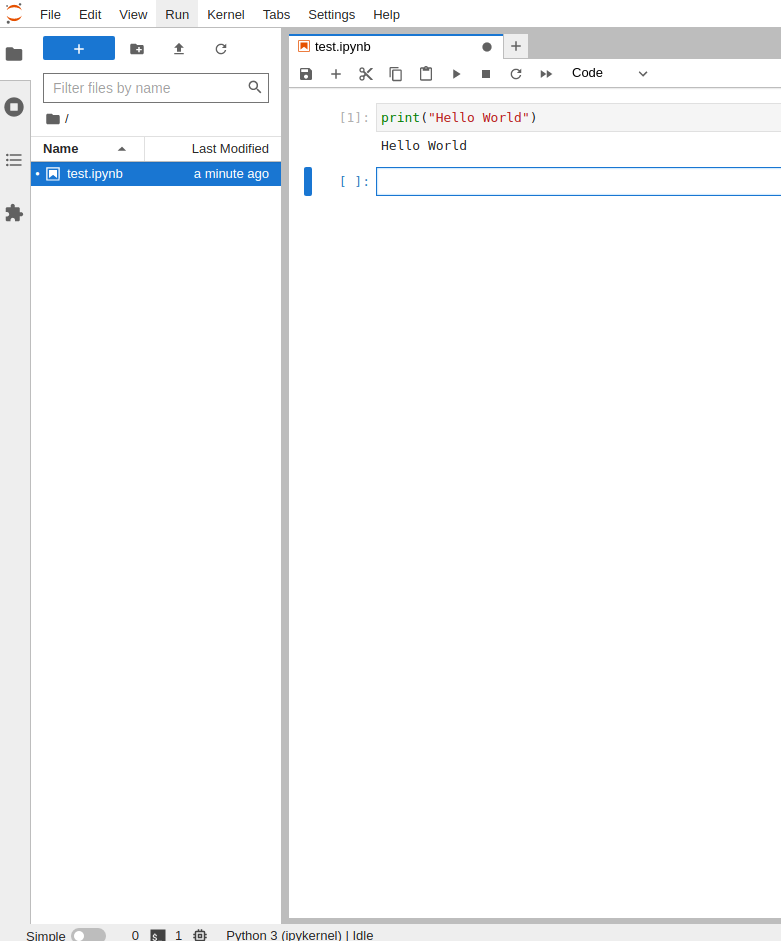 File Edit View Run Kernel Tabs Settings Help
test.ipynb
Code
Filter files by name
/
Name Last Modified
test.ipynb a minute ago
[1]: print("Hello World")
Hello World
[ ]:
Simple 0 $_ 1 Python 3 (ipykernel) | Idle